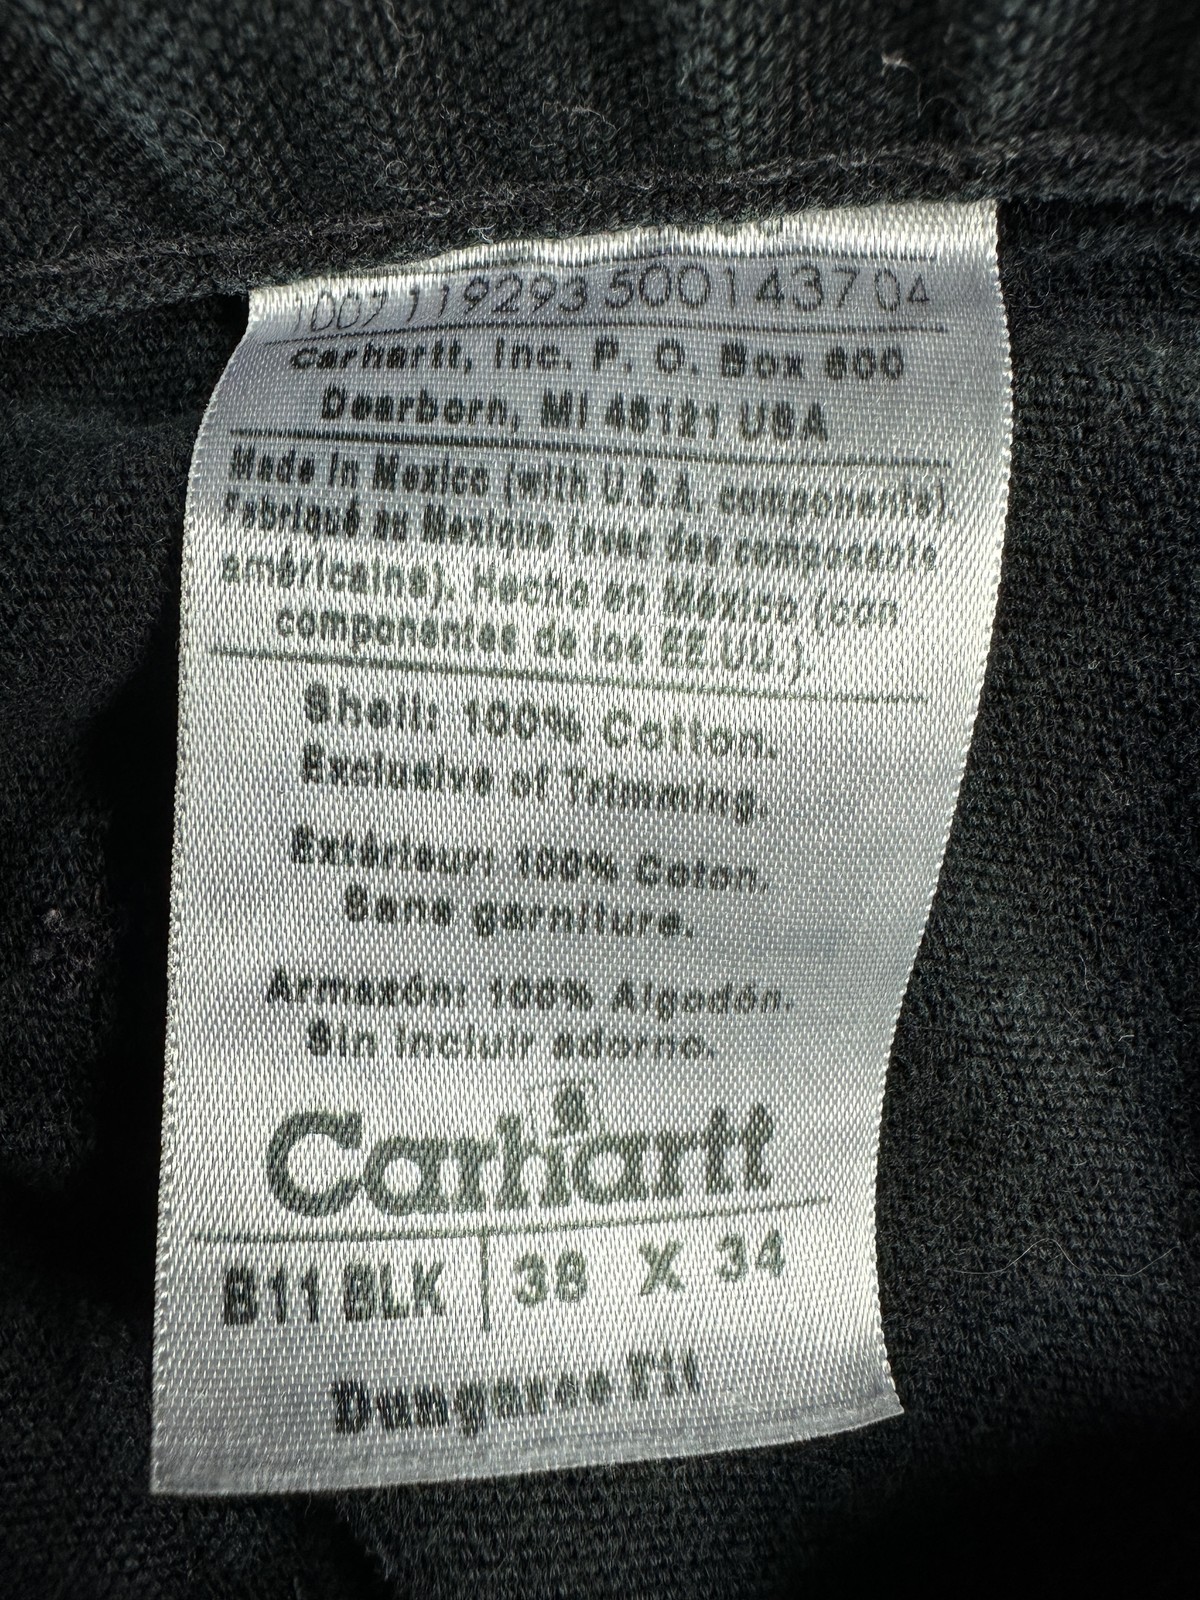 1007 119293 5001437 04
Carhartt, Inc. P. O. Box 600
Dearborn, MI 48121 USA
Made in Mexico (with U.S.A. components).
Fabriqué au Mexique (avec des composants
américains). Hecho en México (con
componentes de los EE.UU.).
Shell: 100% Cotton.
Exclusive of Trimming.
Extérieur: 100% Coton.
Sans garniture.
Armazón: 100% Algodón.
Sin incluir adorno.
Carhartt
B11 BLK | 38 X 34
Dungaree Fit